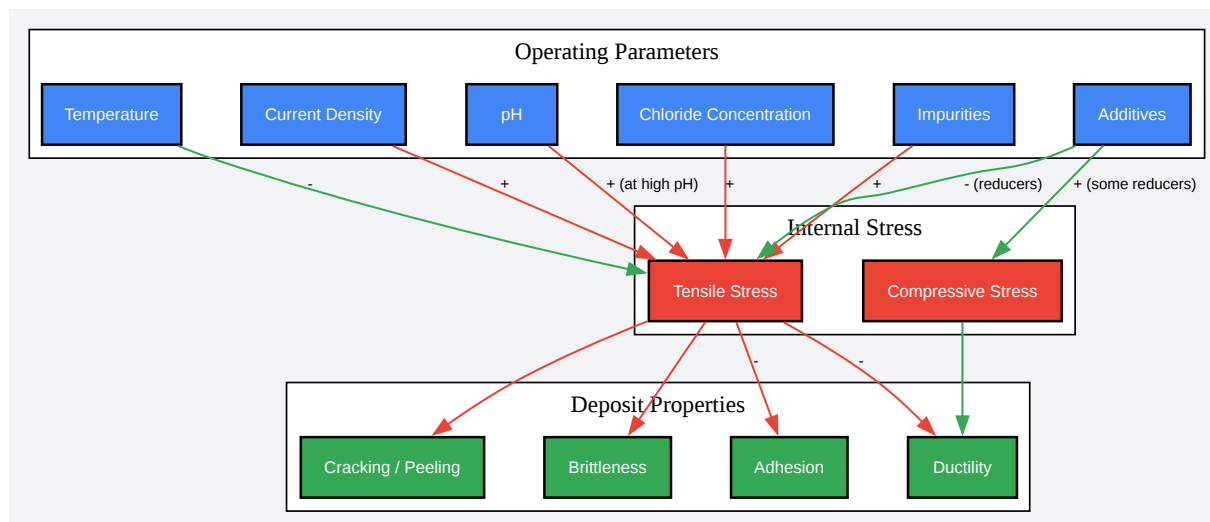 Operating Parameters
Temperature
Current Density
pH
Chloride Concentration
Impurities
Additives
-
+
+ (at high pH)
+
+
- (reducers)
+ (some reducers)
Internal Stress
Tensile Stress
Compressive Stress
-
-
Deposit Properties
Cracking / Peeling
Brittleness
Adhesion
Ductility